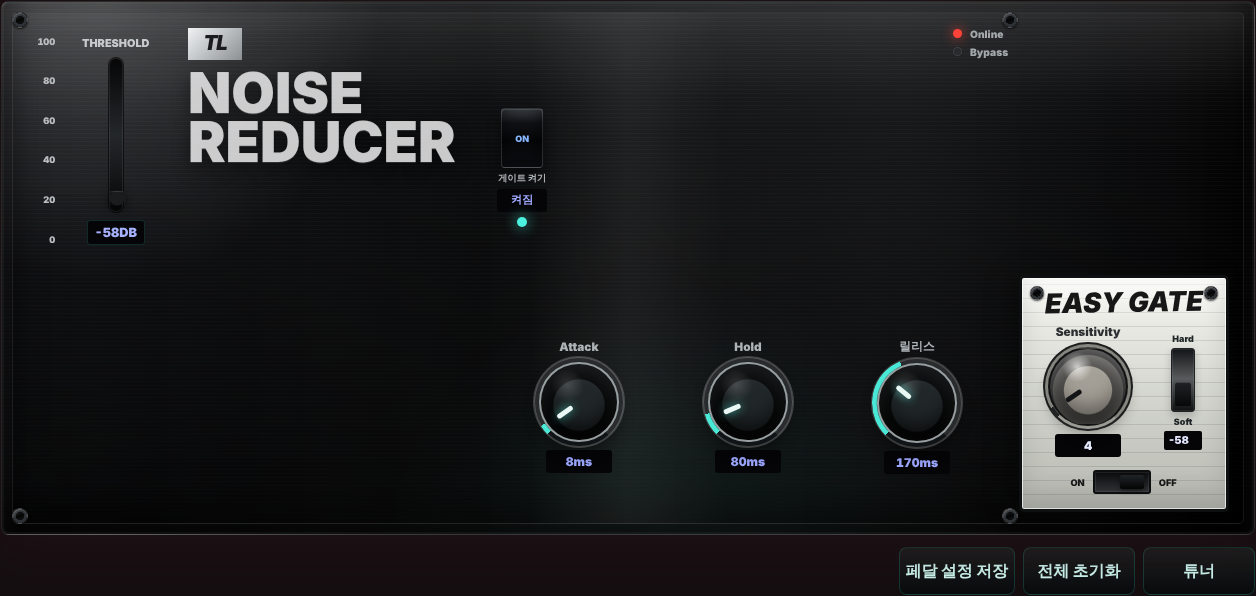 100
THRESHOLD
80
60
40
20
0
-58DB
TL
NOISE
REDUCER
ON
게이트 켜기
켜짐
Online
Bypass
Attack
8ms
Hold
80ms
릴리스
170ms
EASY GATE
Sensitivity
4
Hard
Soft
-58
ON
OFF
페달 설정 저장
전체 초기화
튜너